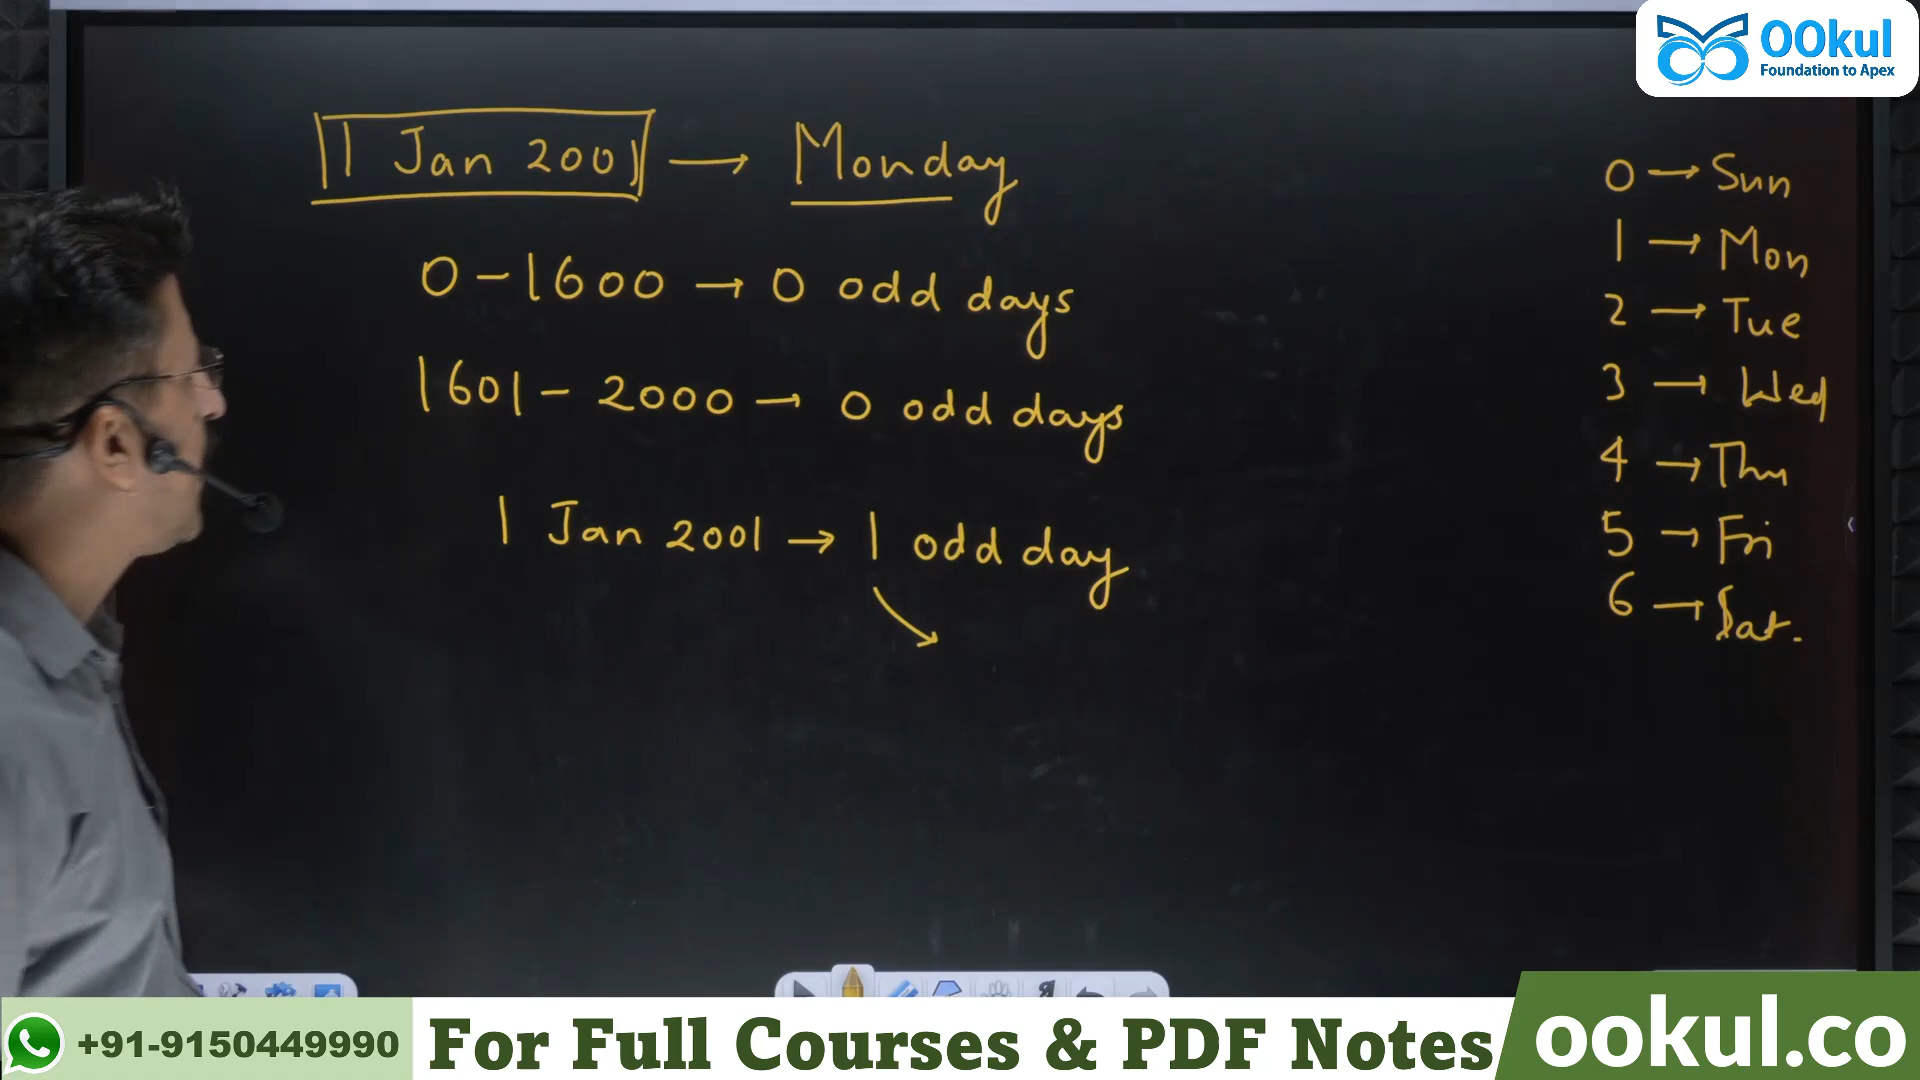 OOkul
Foundation to Apex
1 Jan 2001 → Monday
0 - 1600 → 0 odd days
1601 - 2000 → 0 odd days
1 Jan 2001 → 1 odd day
0 → Sun
1 → Mon
2 → Tue
3 → Wed
4 → Thu
5 → Fri
6 → Sat.
+91-9150449990
For Full Courses & PDF Notes
ookul.co